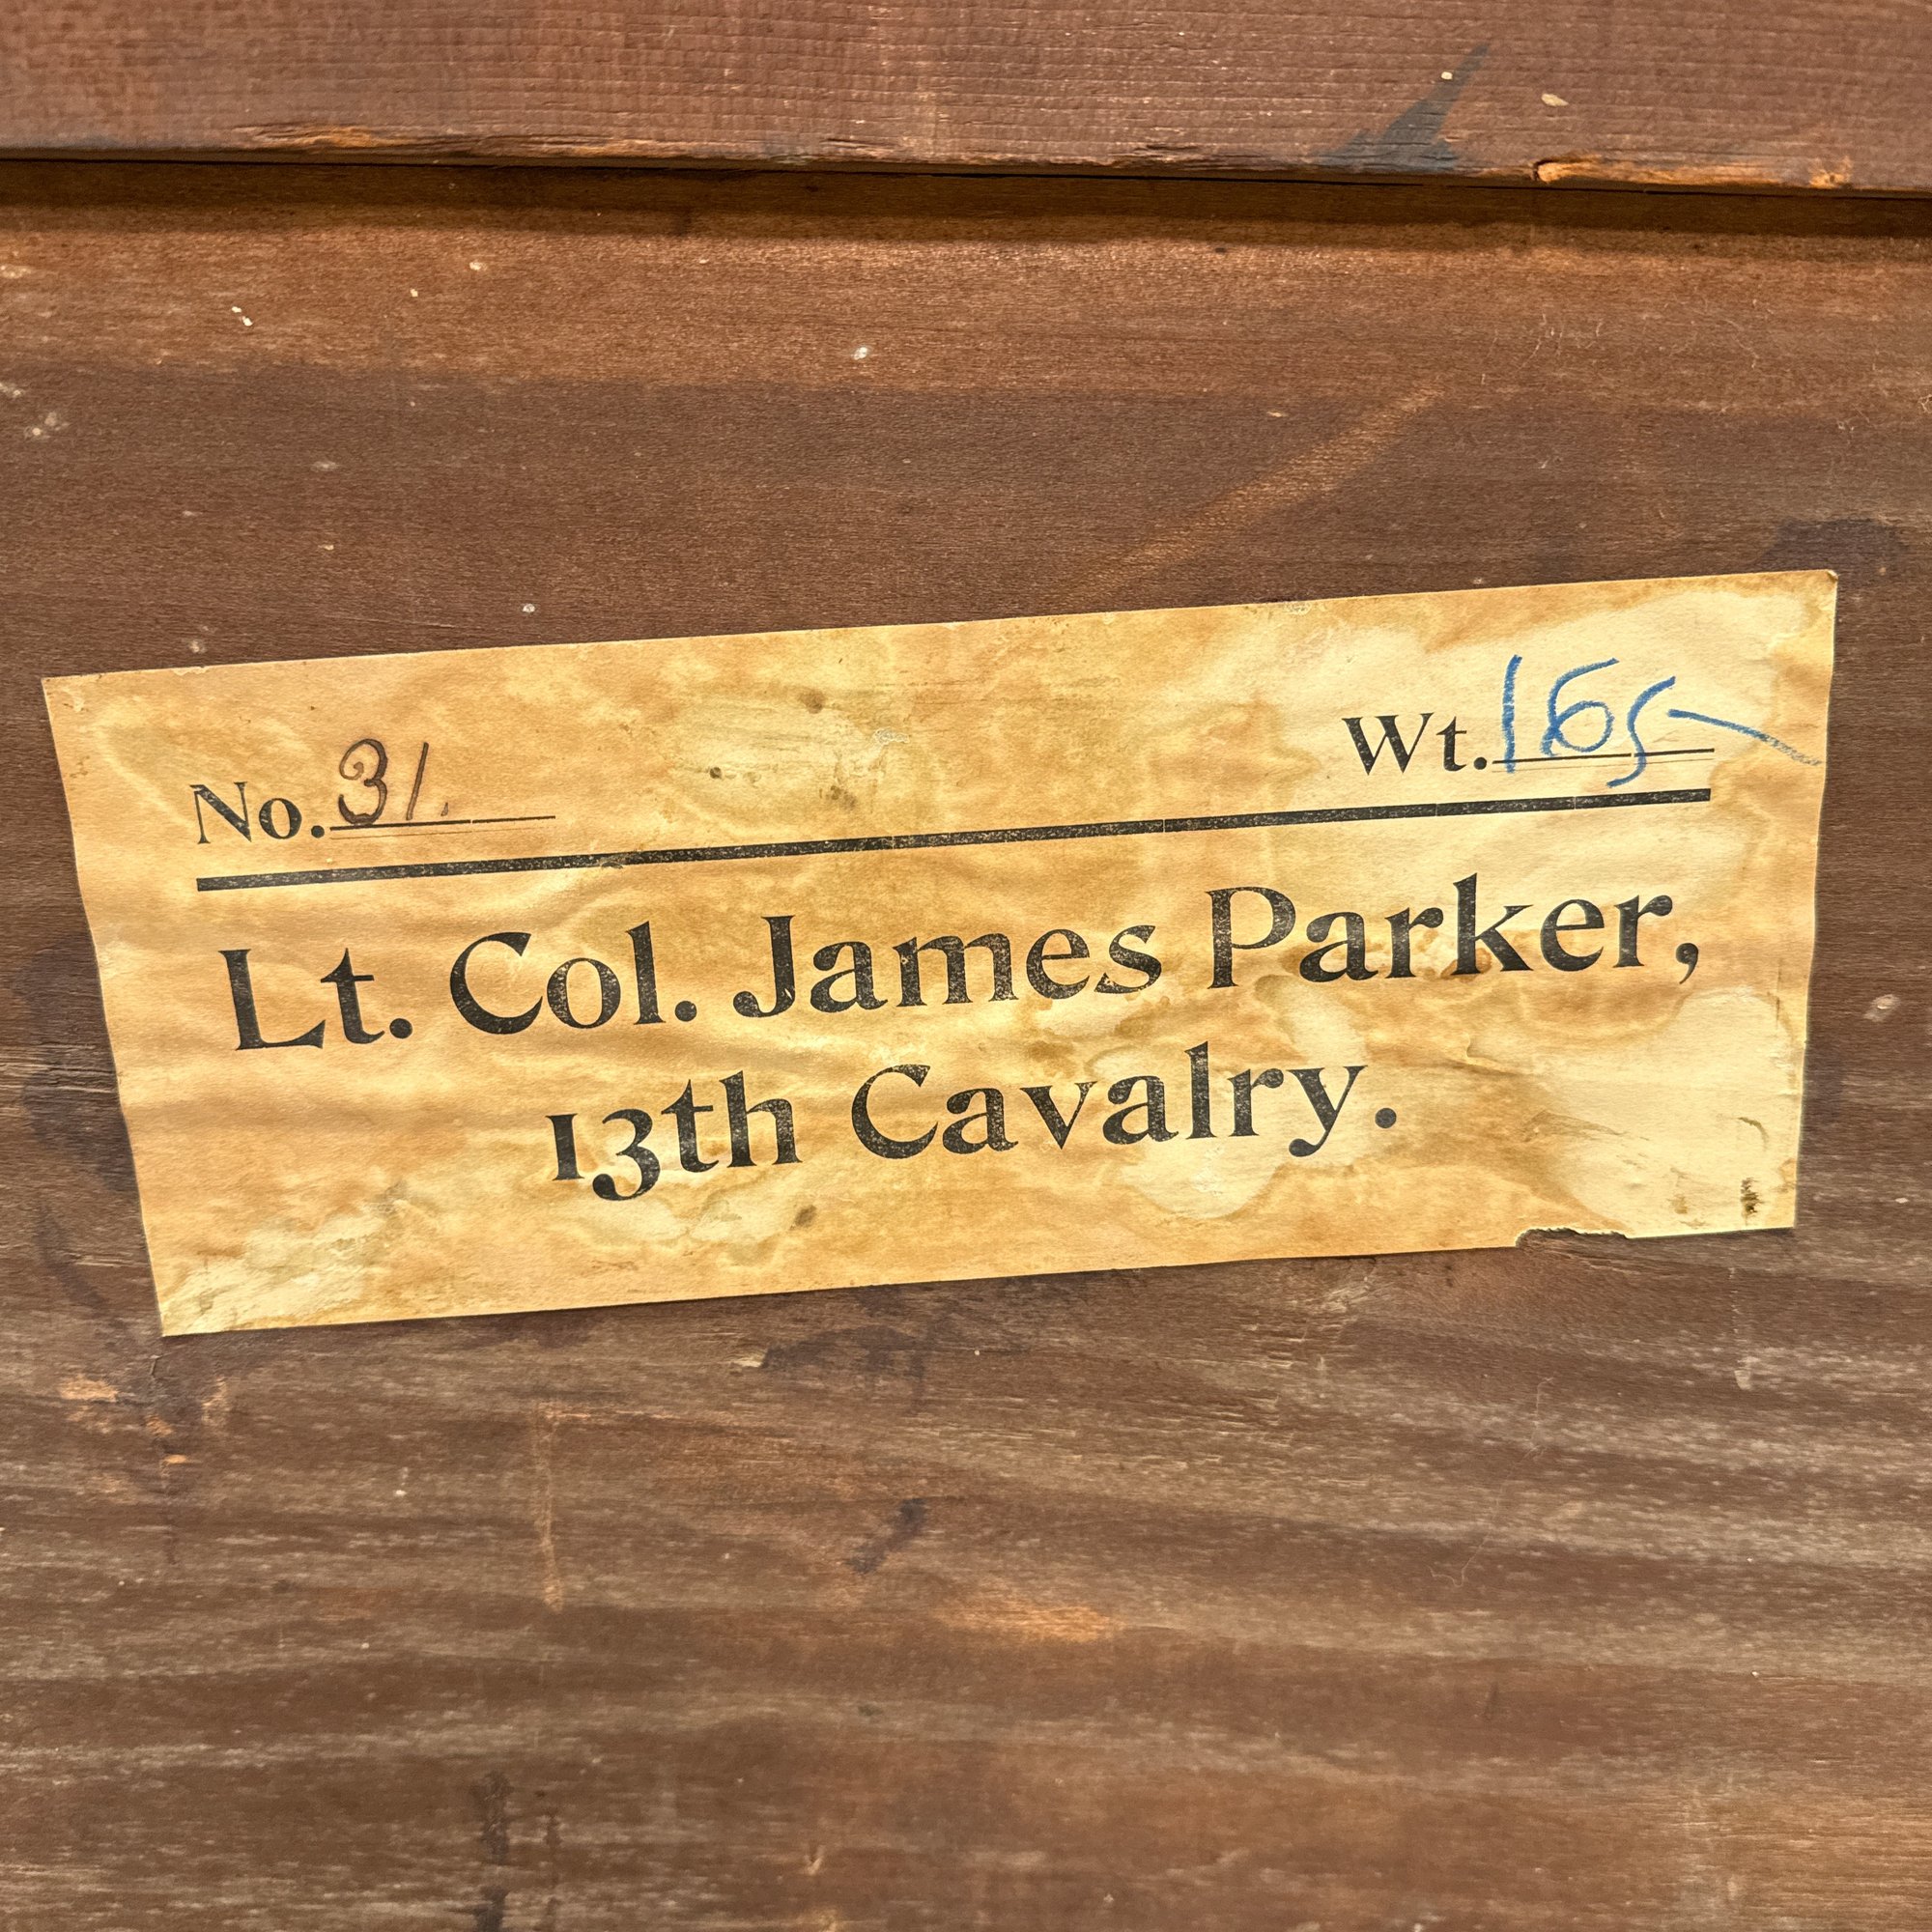 No. 31. Wt. 165
Lt. Col. James Parker,
13th Cavalry.